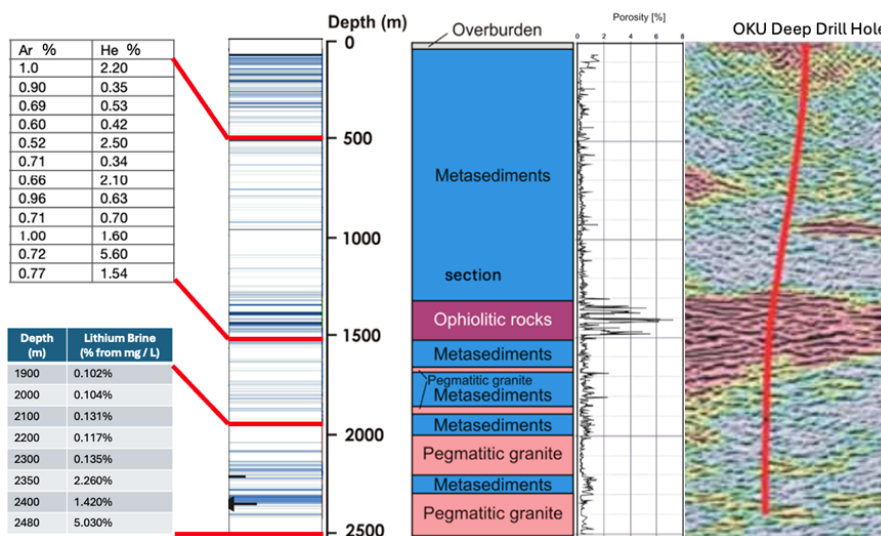 Depth (m)
Porosity [%]
OKU Deep Drill Hole
0
500
1000
1500
2000
2500
0 2 4 6 8
Ar % He %
1.0 2.20
0.90 0.35
0.69 0.53
0.60 0.42
0.52 2.50
0.71 0.34
0.66 2.10
0.96 0.63
0.71 0.70
1.00 1.60
0.72 5.60
0.77 1.54
Depth (m) Lithium Brine (% from mg / L)
1900 0.102%
2000 0.104%
2100 0.131%
2200 0.117%
2300 0.135%
2350 2.260%
2400 1.420%
2480 5.030%
Overburden
Metasediments
section
Ophiolitic rocks
Metasediments
Pegmatitic granite
Metasediments
Metasediments
Pegmatitic granite
Metasediments
Pegmatitic granite